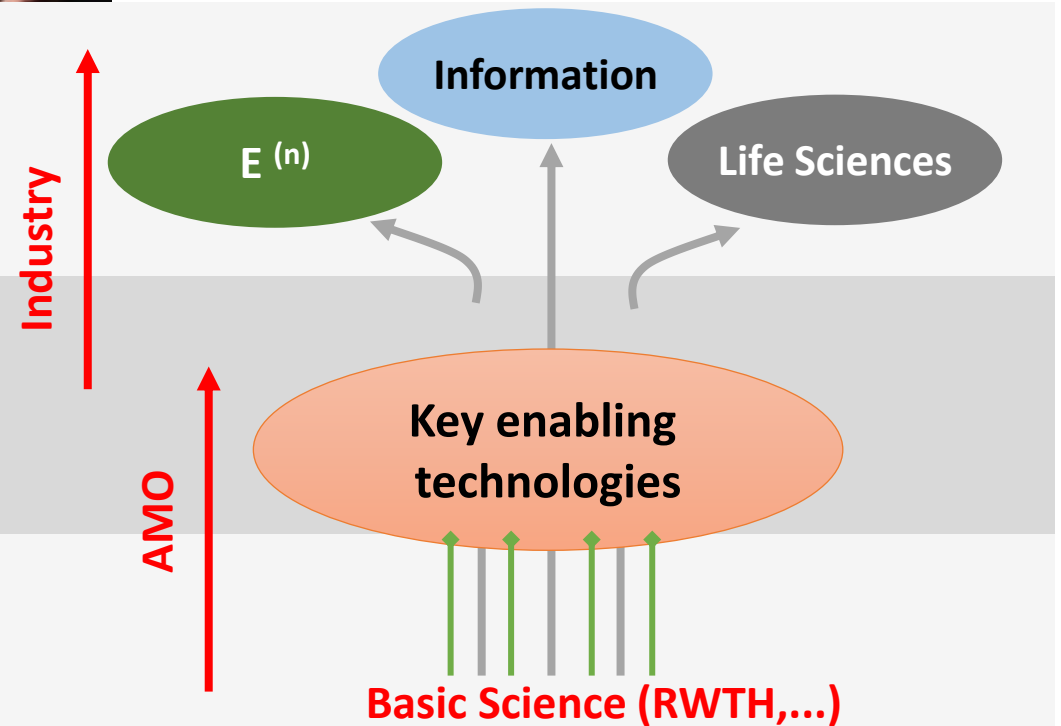 Information
E (n)
Life Sciences
Industry
Key enabling
technologies
AMO
Basic Science (RWTH,...)